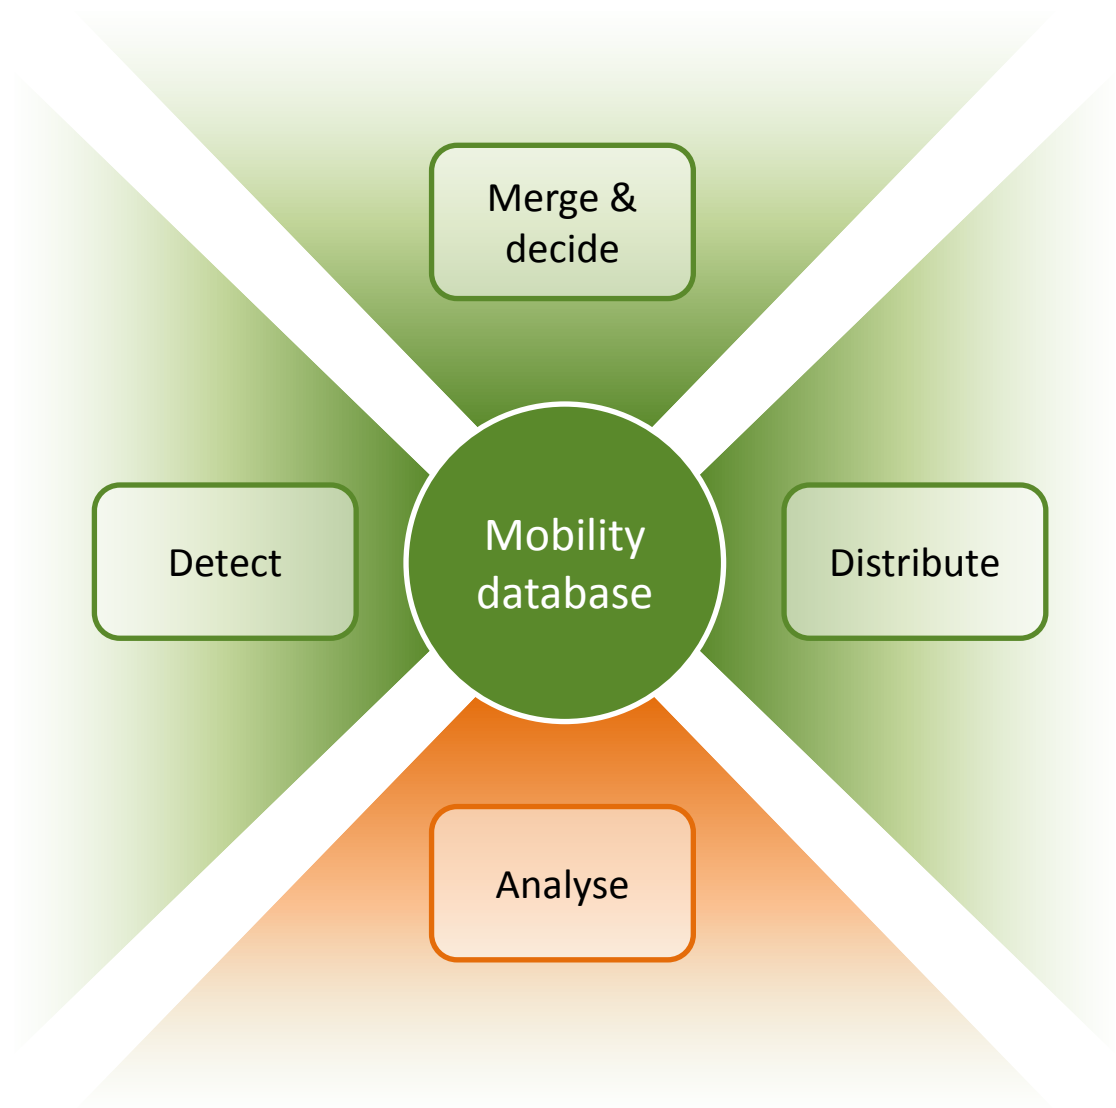 Merge &
decide
Detect
Mobility
database
Distribute
Analyse